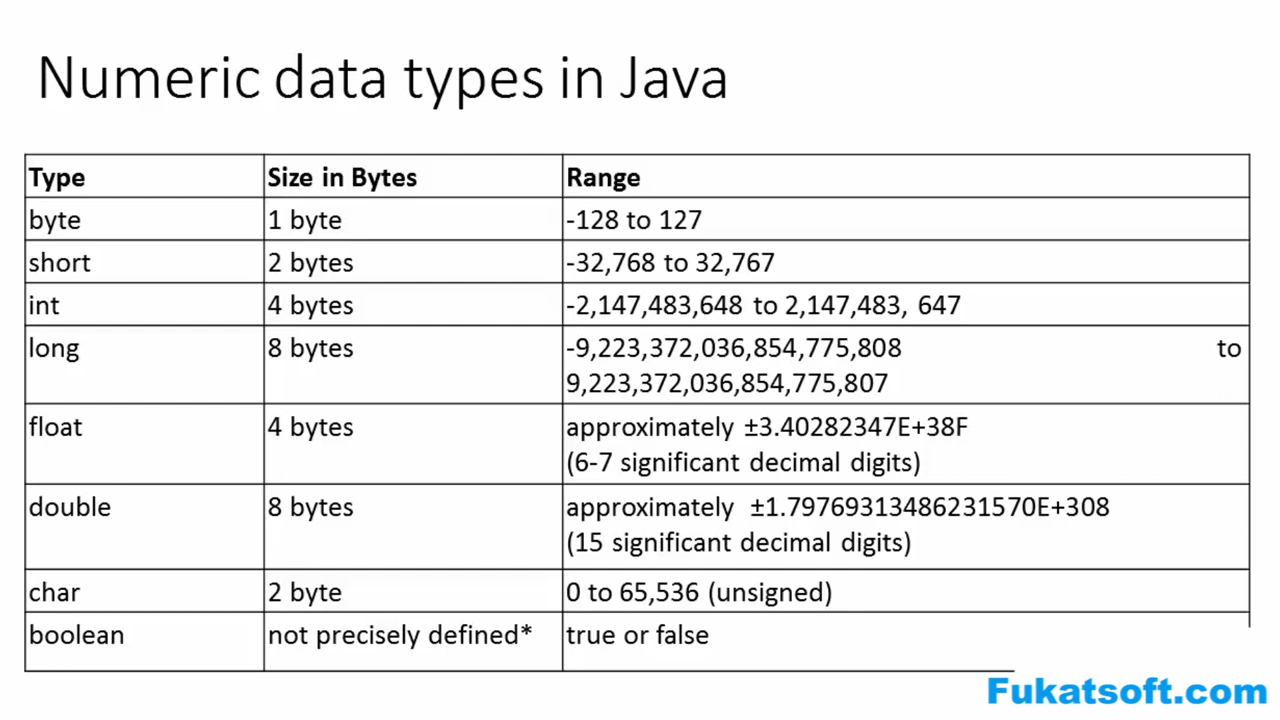 Numeric data types in Java
Type Size in Bytes Range
byte 1 byte -128 to 127
short 2 bytes -32,768 to 32,767
int 4 bytes -2,147,483,648 to 2,147,483, 647
long 8 bytes -9,223,372,036,854,775,808 to
9,223,372,036,854,775,807
float 4 bytes approximately ±3.40282347E+38F
(6-7 significant decimal digits)
double 8 bytes approximately ±1.79769313486231570E+308
(15 significant decimal digits)
char 2 byte 0 to 65,536 (unsigned)
boolean not precisely defined* true or false
Fukatsoft.com